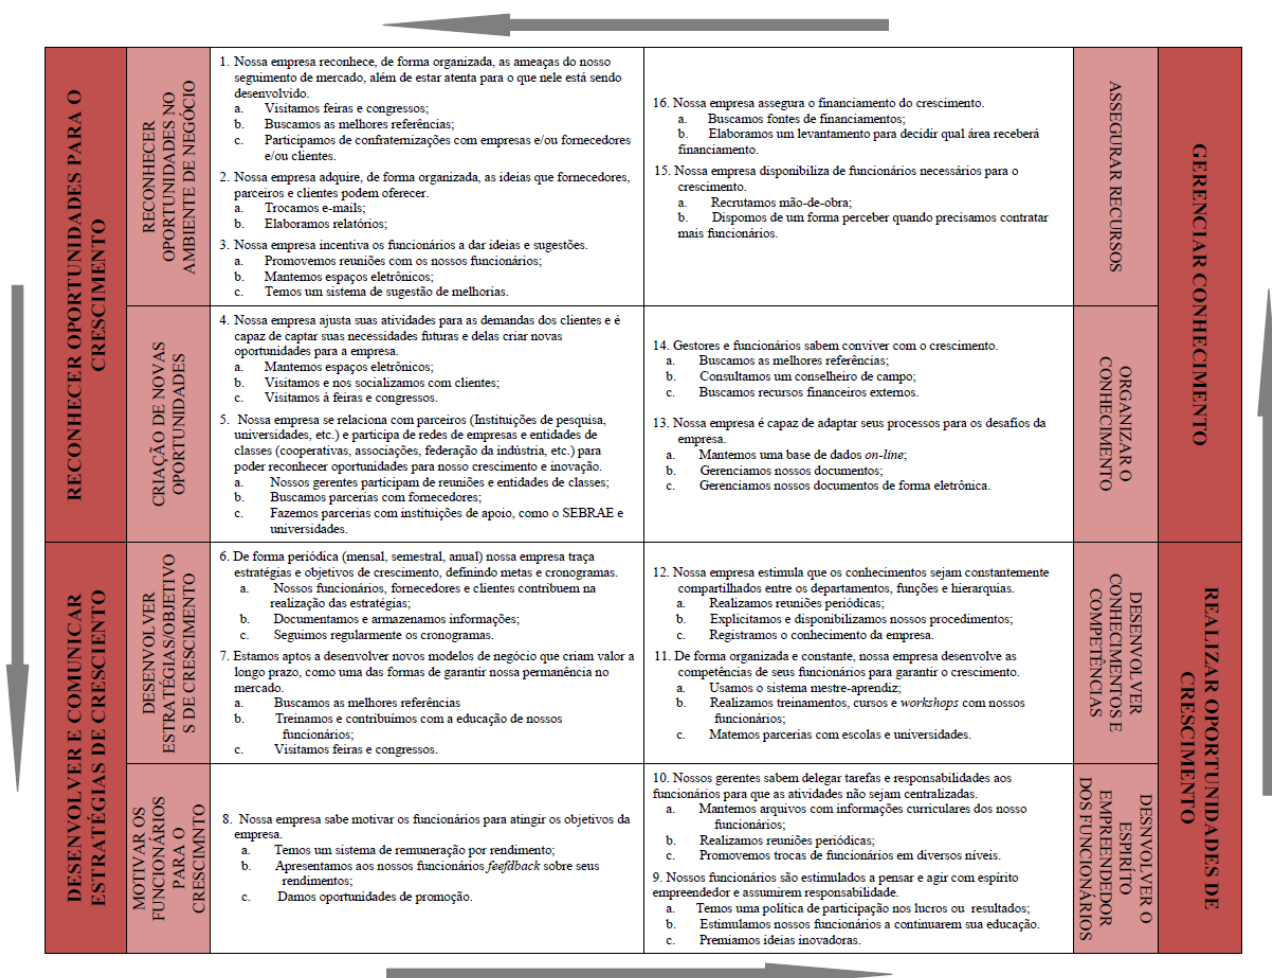 RECONHECER OPORTUNIDADES PARA O
CRESCIMENTO
RECONHECER
OPORTUNIDADES NO
AMBIENTE DE NEGÓCIO
1. Nossa empresa reconhece, de forma organizada, as ameaças do nosso
seguimento de mercado, além de estar atenta para o que nele está sendo
desenvolvido.
a. Visitamos feiras e congressos;
b. Buscamos as melhores referências;
c. Participamos de confraternizações com empresas e/ou fornecedores
e/ou clientes.
2. Nossa empresa adquire, de forma organizada, as ideias que fornecedores,
parceiros e clientes podem oferecer.
a. Trocamos e-mails;
b. Elaboramos relatórios;
3. Nossa empresa incentiva os funcionários a dar ideias e sugestões.
a. Promovemos reuniões com os nossos funcionários;
b. Mantemos espaços eletrônicos;
c. Temos um sistema de sugestão de melhorias.
CRIAÇÃO DE NOVAS
OPORTUNIDADES
4. Nossa empresa ajusta suas atividades para as demandas dos clientes e é
capaz de captar suas necessidades futuras e delas criar novas
oportunidades para a empresa.
a. Mantemos espaços eletrônicos;
b. Visitamos e nos socializamos com clientes;
c. Visitamos à feiras e congressos.
5. Nossa empresa se relaciona com parceiros (Instituições de pesquisa,
universidades, etc.) e participa de redes de empresas e entidades de
classes (cooperativas, associações, federação da indústria, etc.) para
poder reconhecer oportunidades para nosso crescimento e inovação.
a. Nossos gerentes participam de reuniões e entidades de classes;
b. Buscamos parcerias com fornecedores;
c. Fazemos parcerias com instituições de apoio, como o SEBRAE e
universidades.
DESENVOLVER E COMUNICAR
ESTRATÉGIAS DE CRESCIENTO
DESENVOLVER
ESTRATÉGIAS/OBJETIVO
S DE CRESCIMENTO
6. De forma periódica (mensal, semestral, anual) nossa empresa traça
estratégias e objetivos de crescimento, definindo metas e cronogramas.
a. Nossos funcionários, fornecedores e clientes contribuem na
realização das estratégias;
b. Documentamos e armazenamos informações;
c. Seguimos regularmente os cronogramas.
7. Estamos aptos a desenvolver novos modelos de negócio que criam valor a
longo prazo, como uma das formas de garantir nossa permanência no
mercado.
a. Buscamos as melhores referências
b. Treinamos e contribuimos com a educação de nossos
funcionários;
c. Visitamos feiras e congressos.
MOTIVAR OS
FUNCIONÁRIOS
PARA O
CRESCIMNTO
8. Nossa empresa sabe motivar os funcionários para atingir os objetivos da
empresa.
a. Temos um sistema de remuneração por rendimento;
b. Apresentamos aos nossos funcionários feefdback sobre seus
rendimentos;
c. Damos oportunidades de promoção.
16. Nossa empresa assegura o financiamento do crescimento.
a. Buscamos fontes de financiamentos;
b. Elaboramos um levantamento para decidir qual área receberá
financiamento.
15. Nossa empresa disponibiliza de funcionários necessários para o
crescimento.
a. Recrutamos mão-de-obra;
b. Dispomos de um forma perceber quando precisamos contratar
mais funcionários.
ASSEGURAR RECURSOS
GERENCIAR CONHECIMENTO
14. Gestores e funcionários sabem conviver com o crescimento.
a. Buscamos as melhores referências;
b. Consultamos um conselheiro de campo;
c. Buscamos recursos financeiros externos.
13. Nossa empresa é capaz de adaptar seus processos para os desafios da
empresa.
a. Mantemos uma base de dados on-line;
b. Gerenciamos nossos documentos;
c. Gerenciamos nossos documentos de forma eletrônica.
ORGANIZAR O
CONHECIMENTO
12. Nossa empresa estimula que os conhecimentos sejam constantemente
compartilhados entre os departamentos, funções e hierarquias.
a. Realizamos reuniões periódicas;
b. Explicitamos e disponibilizamos nossos procedimentos;
c. Registramos o conhecimento da empresa.
11. De forma organizada e constante, nossa empresa desenvolve as
competências de seus funcionários para garantir o crescimento.
a. Usamos o sistema mestre-aprendiz;
b. Realizamos treinamentos, cursos e workshops com nossos
funcionários;
c. Matemos parcerias com escolas e universidades.
DESENVOLVER
CONHECIMENTOS E
COMPETÊNCIAS
REALIZAR OPORTUNIDADES DE
CRESCIMENTO
10. Nossos gerentes sabem delegar tarefas e responsabilidades aos
funcionários para que as atividades não sejam centralizadas.
a. Mantemos arquivos com informações curriculares dos nosso
funcionários;
b. Realizamos reuniões periódicas;
c. Promovemos trocas de funcionários em diversos níveis.
9. Nossos funcionários são estimulados a pensar e agir com espírito
empreendedor e assumirem responsabilidade.
a. Temos uma política de participação nos lucros ou resultados;
b. Estimulamos nossos funcionários a continuarem sua educação.
c. Premiamos ideias inovadoras.
DESNVOLVER O
ESPIRÍTO
EMPREENDEDOR
DOS FUNCIONÁRIOS